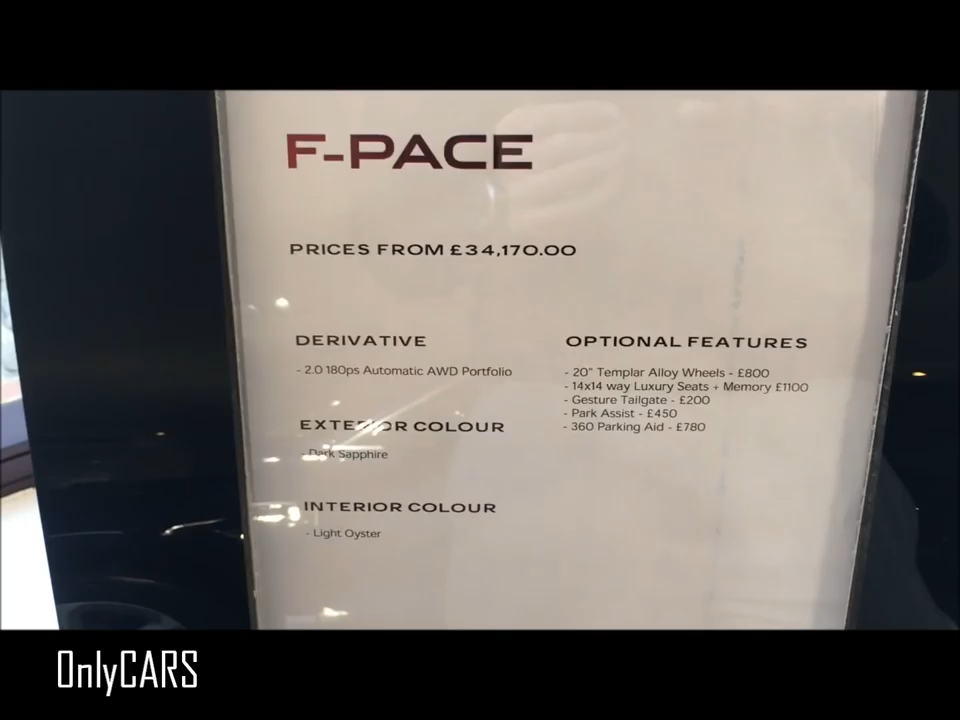 F-PACE
PRICES FROM £34,170.00
DERIVATIVE
- 2.0 180ps Automatic AWD Portfolio
EXTERIOR COLOUR
- Dark Sapphire
INTERIOR COLOUR
- Light Oyster
OPTIONAL FEATURES
- 20" Templar Alloy Wheels - £800
- 14x14 way Luxury Seats + Memory £1100
- Gesture Tailgate - £200
- Park Assist - £450
- 360 Parking Aid - £780
OnlyCARS